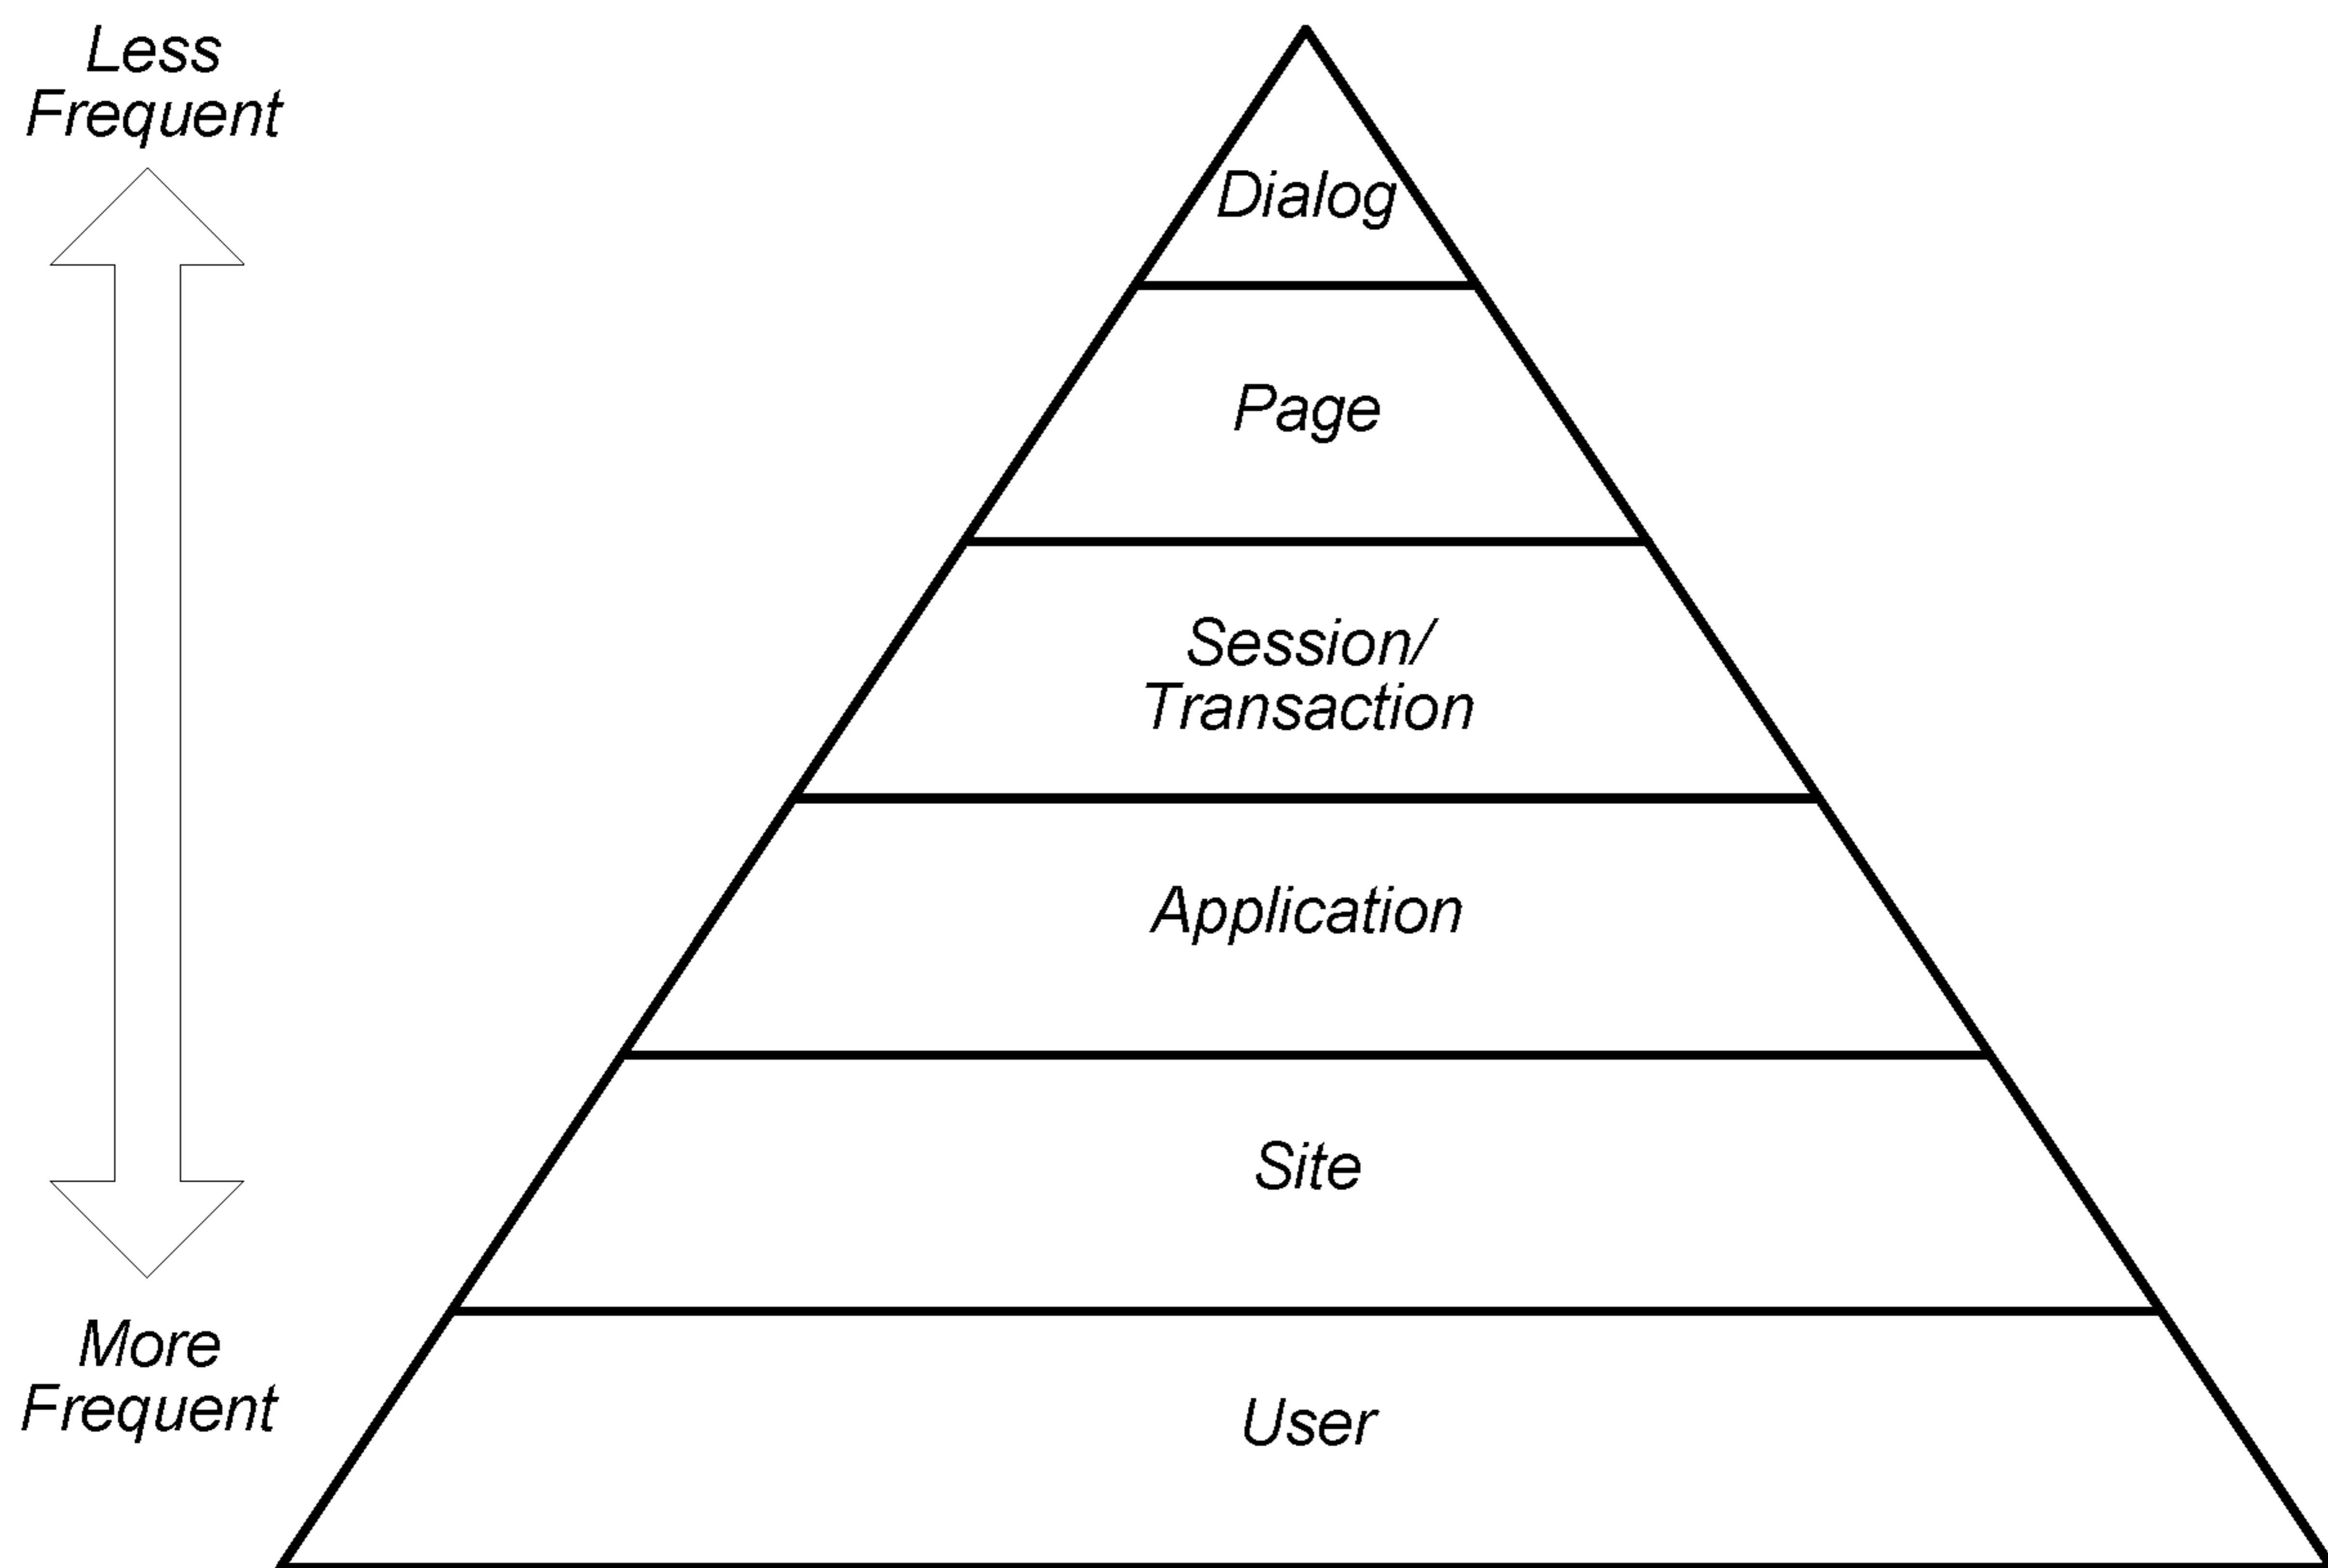 Less
Frequent
Dialog
Page
Session/
Transaction
Application
Site
More
Frequent
User